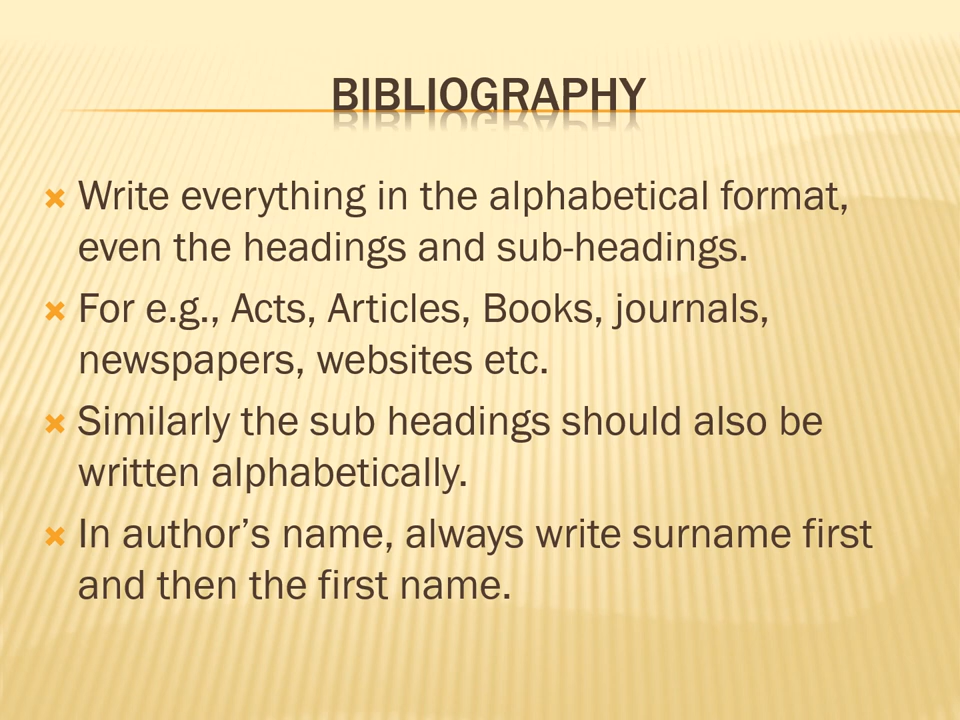 BIBLIOGRAPHY
Write everything in the alphabetical format,
even the headings and sub-headings.
For e.g., Acts, Articles, Books, journals,
newspapers, websites etc.
Similarly the sub headings should also be
written alphabetically.
In author’s name, always write surname first
and then the first name.